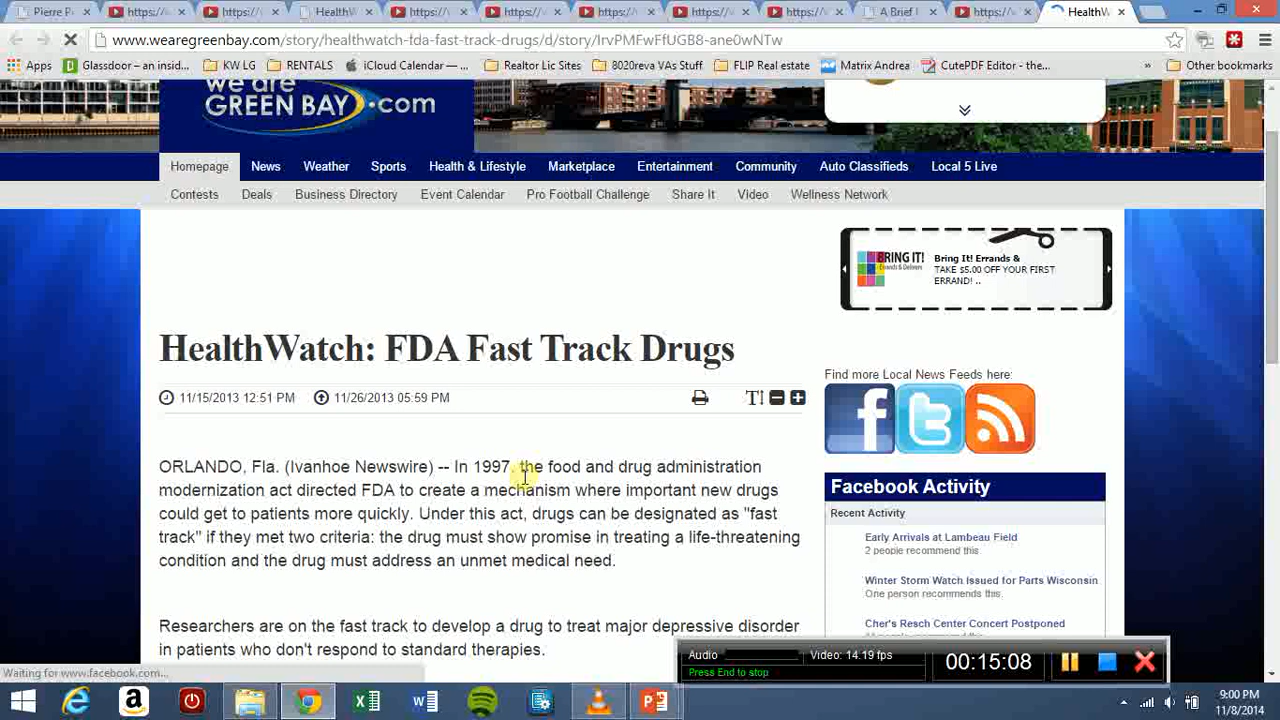 Pierre P
https://
https://
HealthW
https://
https://
https://
https://
https://
A Brief
https://
HealthW
www.wearegreenbay.com/story/healthwatch-fda-fast-track-drugs/d/story/IrvPMFwFfUGB8-ane0wNTw
Apps Glassdoor – an insid... KW LG RENTALS iCloud Calendar — ... Realtor Lic Sites 8020reva VAs Stuff FLIP Real estate Matrix Andrea CutePDF Editor - the... » Other bookmarks
we are
GREEN BAY.com
Homepage News Weather Sports Health & Lifestyle Marketplace Entertainment Community Auto Classifieds Local 5 Live
Contests Deals Business Directory Event Calendar Pro Football Challenge Share It Video Wellness Network
BRING IT!
Errands & Delivery
Bring It! Errands &
TAKE $5.00 OFF YOUR FIRST
ERRAND! ..
HealthWatch: FDA Fast Track Drugs
11/15/2013 12:51 PM 11/26/2013 05:59 PM
ORLANDO, Fla. (Ivanhoe Newswire) -- In 1997, the food and drug administration
modernization act directed FDA to create a mechanism where important new drugs
could get to patients more quickly. Under this act, drugs can be designated as "fast
track" if they met two criteria: the drug must show promise in treating a life-threatening
condition and the drug must address an unmet medical need.
Researchers are on the fast track to develop a drug to treat major depressive disorder
in patients who don't respond to standard therapies.
Find more Local News Feeds here:
Facebook Activity
Recent Activity
Early Arrivals at Lambeau Field
2 people recommend this.
Winter Storm Watch Issued for Parts Wisconsin
One person recommends this.
Cher's Resch Center Concert Postponed
Audio Video: 14.19 fps
Press End to stop
00:15:08
Waiting for www.facebook.com...
9:00 PM
11/8/2014